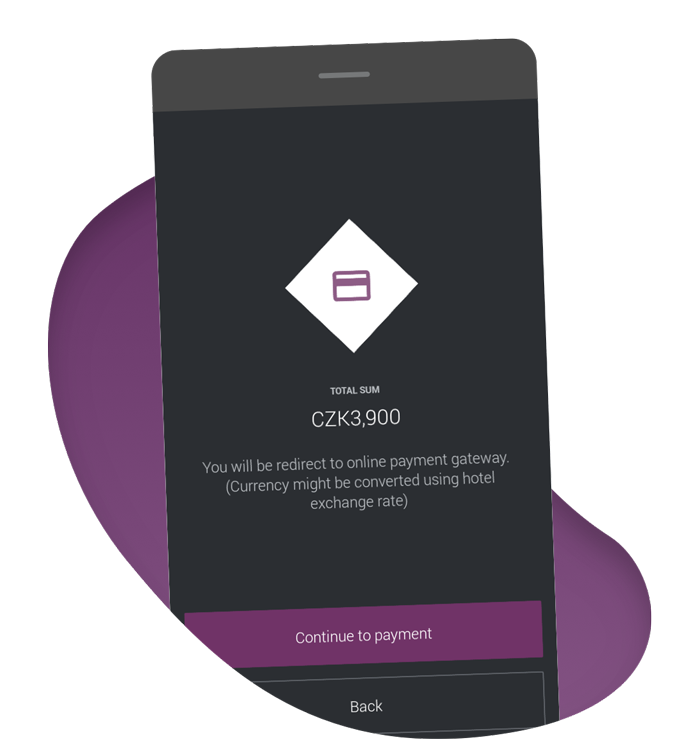 TOTAL SUM
CZK3,900
You will be redirect to online payment gateway.
(Currency might be converted using hotel
exchange rate)
Continue to payment
Back